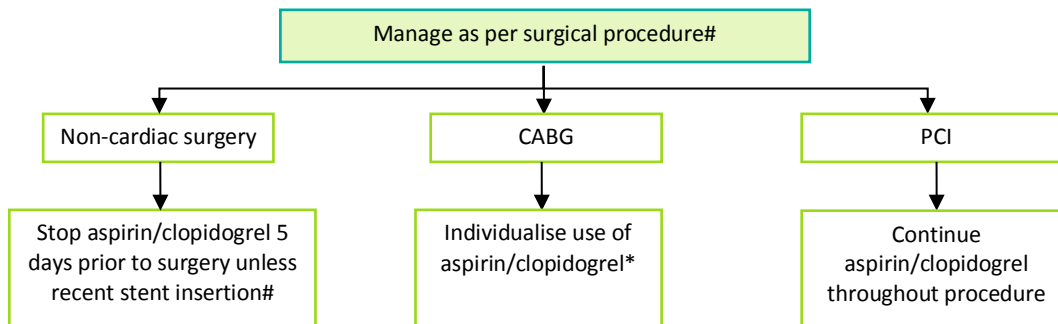 Manage as per surgical procedure#
Non-cardiac surgery
CABG
PCI
Stop aspirin/clopidogrel 5
days prior to surgery unless
recent stent insertion#
Individualise use of
aspirin/clopidogrel*
Continue
aspirin/clopidogrel
throughout procedure